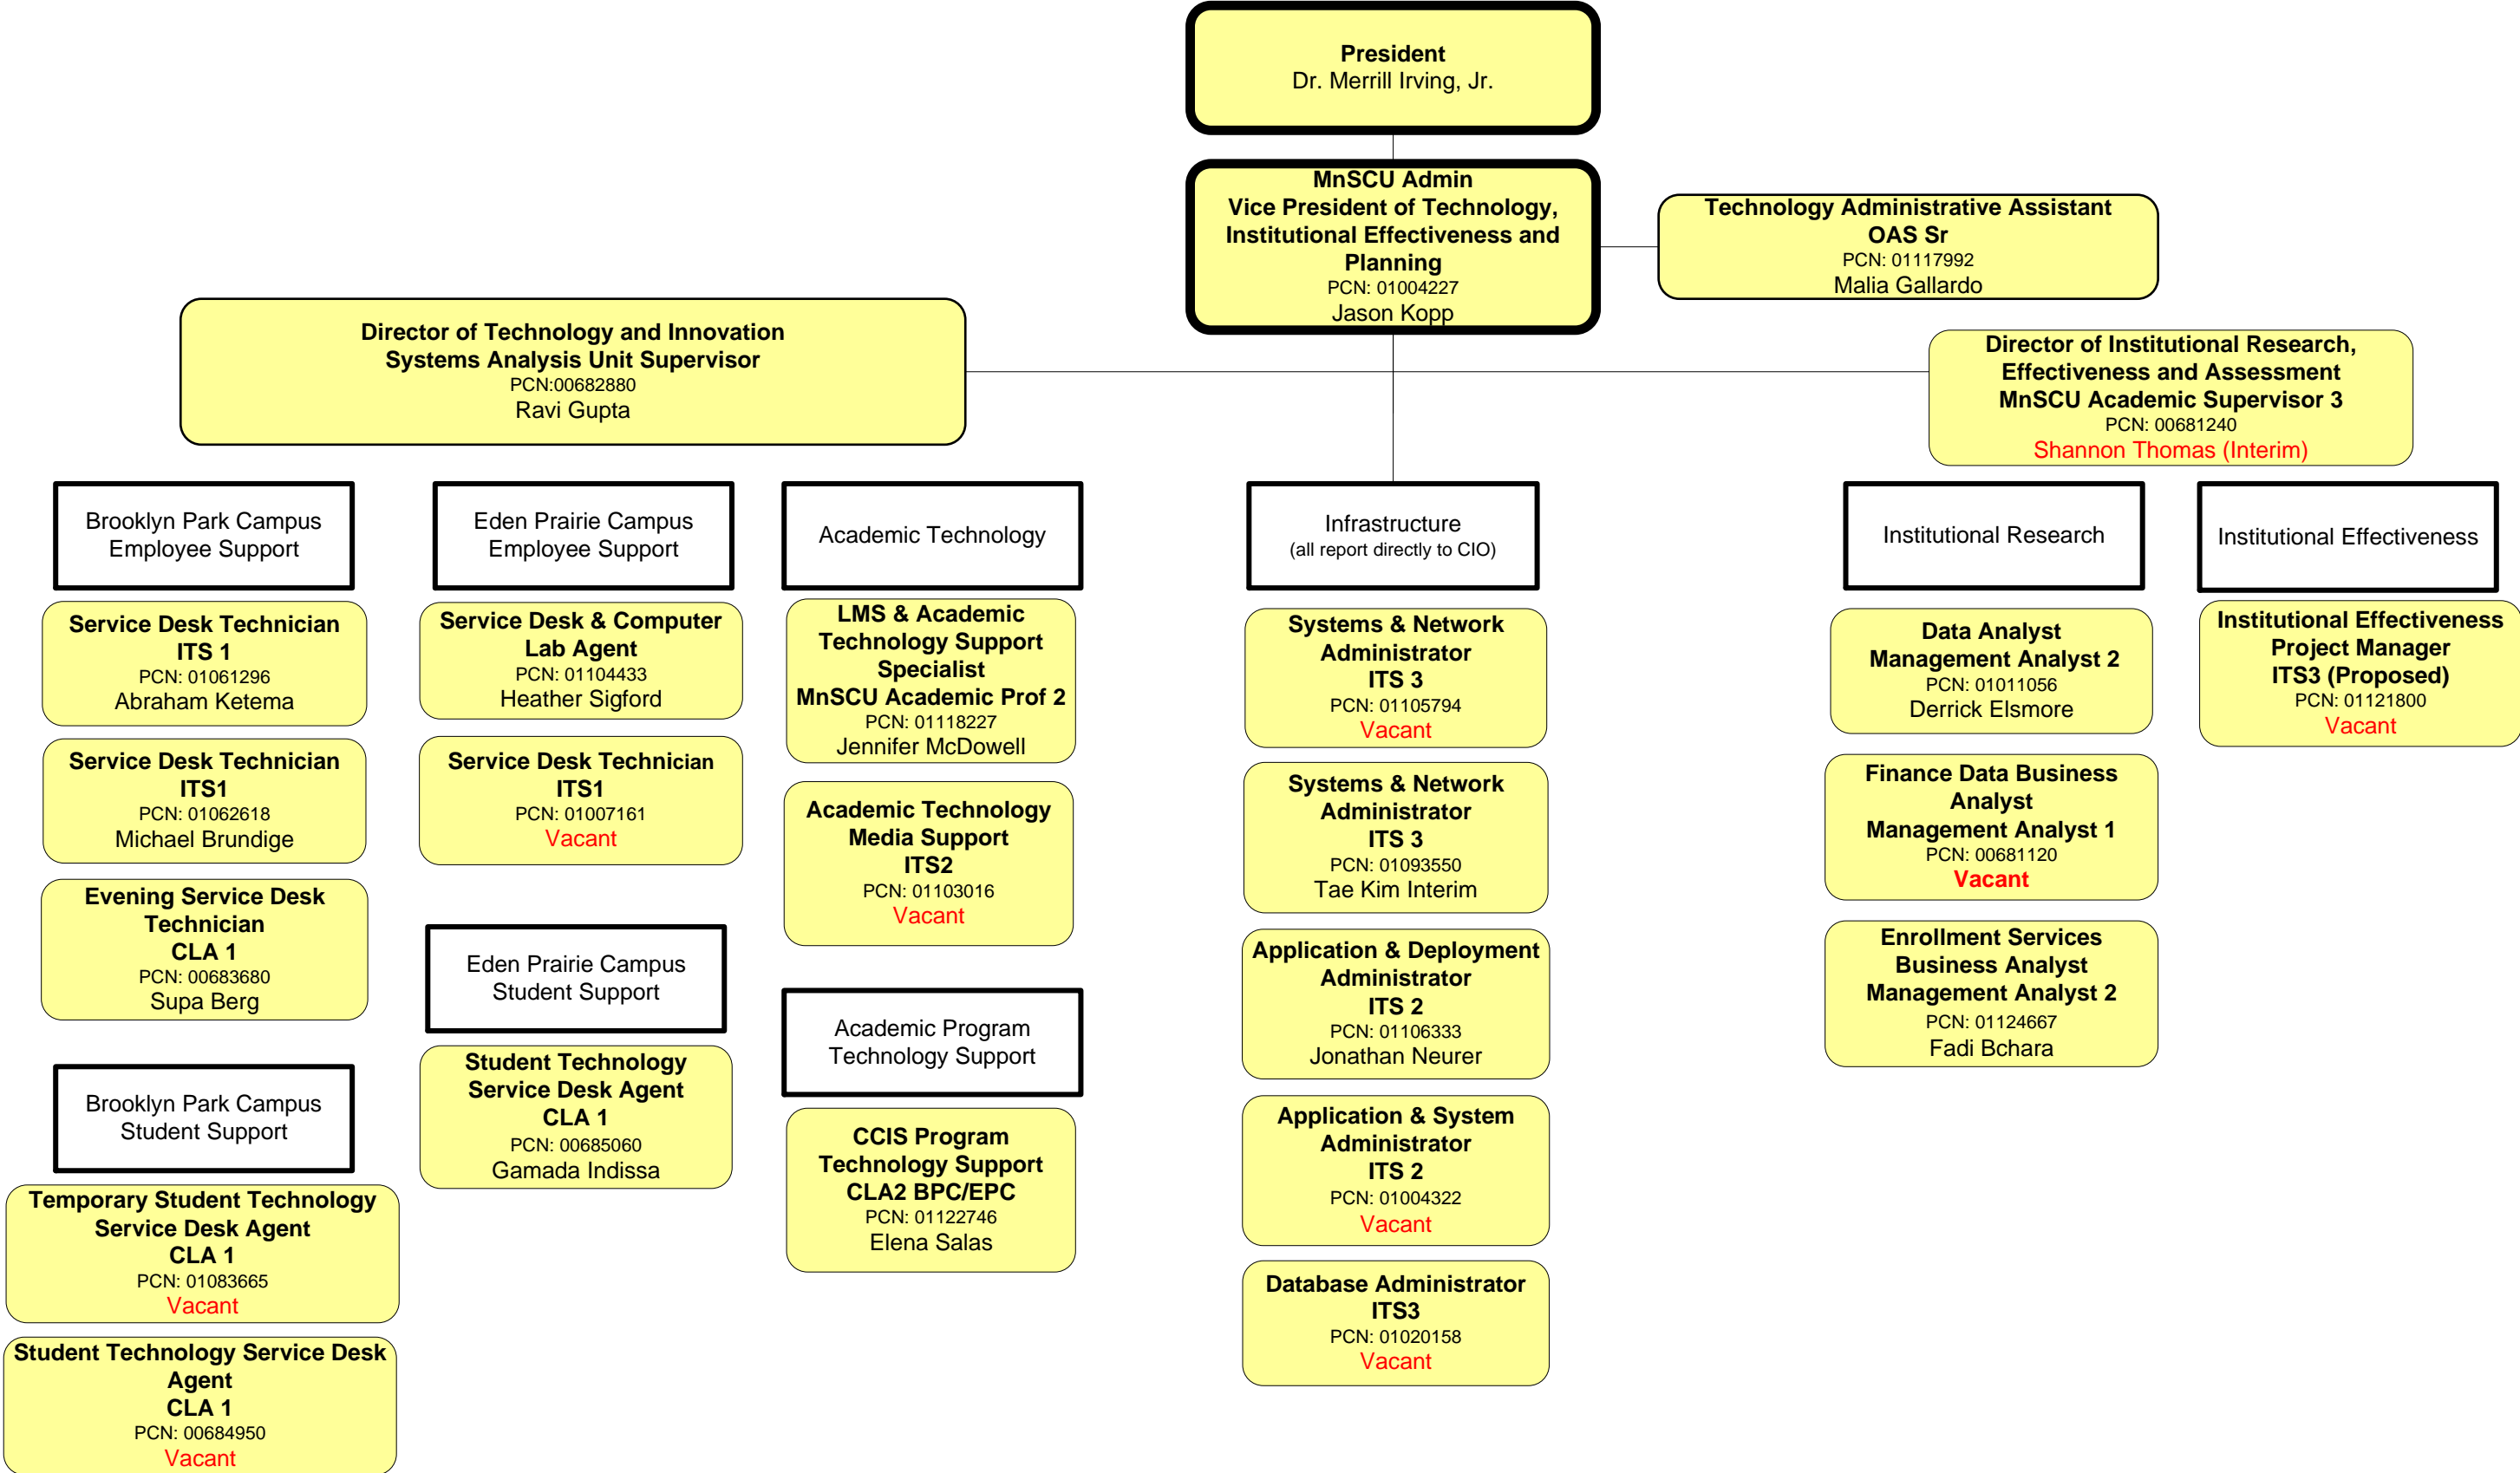 President
Dr. Merrill Irving, Jr.
MnSCU Admin
Vice President of Technology,
Institutional Effectiveness and
Planning
PCN: 01004227
Jason Kopp
Technology Administrative Assistant
OAS Sr
PCN: 01117992
Malia Gallardo
Director of Technology and Innovation
Systems Analysis Unit Supervisor
PCN:00682880
Ravi Gupta
Director of Institutional Research,
Effectiveness and Assessment
MnSCU Academic Supervisor 3
PCN: 00681240
Shannon Thomas (Interim)
Brooklyn Park Campus
Employee Support
Service Desk Technician
ITS 1
PCN: 01061296
Abraham Ketema
Service Desk Technician
ITS1
PCN: 01062618
Michael Brundige
Evening Service Desk
Technician
CLA 1
PCN: 00683680
Supa Berg
Brooklyn Park Campus
Student Support
Temporary Student Technology
Service Desk Agent
CLA 1
PCN: 01083665
Vacant
Student Technology Service Desk
Agent
CLA 1
PCN: 00684950
Vacant
Eden Prairie Campus
Employee Support
Service Desk & Computer
Lab Agent
PCN: 01104433
Heather Sigford
Service Desk Technician
ITS1
PCN: 01007161
Vacant
Eden Prairie Campus
Student Support
Student Technology
Service Desk Agent
CLA 1
PCN: 00685060
Gamada Indissa
Academic Technology
LMS & Academic
Technology Support
Specialist
MnSCU Academic Prof 2
PCN: 01118227
Jennifer McDowell
Academic Technology
Media Support
ITS2
PCN: 01103016
Vacant
Academic Program
Technology Support
CCIS Program
Technology Support
CLA2 BPC/EPC
PCN: 01122746
Elena Salas
Infrastructure
(all report directly to CIO)
Systems & Network
Administrator
ITS 3
PCN: 01105794
Vacant
Systems & Network
Administrator
ITS 3
PCN: 01093550
Tae Kim Interim
Application & Deployment
Administrator
ITS 2
PCN: 01106333
Jonathan Neurer
Application & System
Administrator
ITS 2
PCN: 01004322
Vacant
Database Administrator
ITS3
PCN: 01020158
Vacant
Institutional Research
Data Analyst
Management Analyst 2
PCN: 01011056
Derrick Elsmore
Finance Data Business
Analyst
Management Analyst 1
PCN: 00681120
Vacant
Enrollment Services
Business Analyst
Management Analyst 2
PCN: 01124667
Fadi Bchara
Institutional Effectiveness
Institutional Effectiveness
Project Manager
ITS3 (Proposed)
PCN: 01121800
Vacant